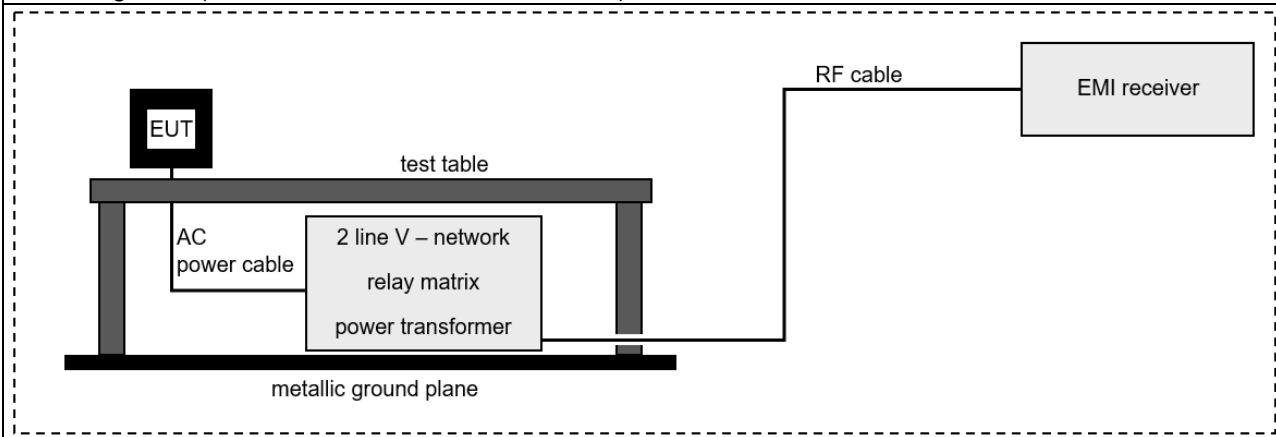 RF cable
EMI receiver
EUT
test table
AC
power cable
2 line V – network
relay matrix
power transformer
metallic ground plane